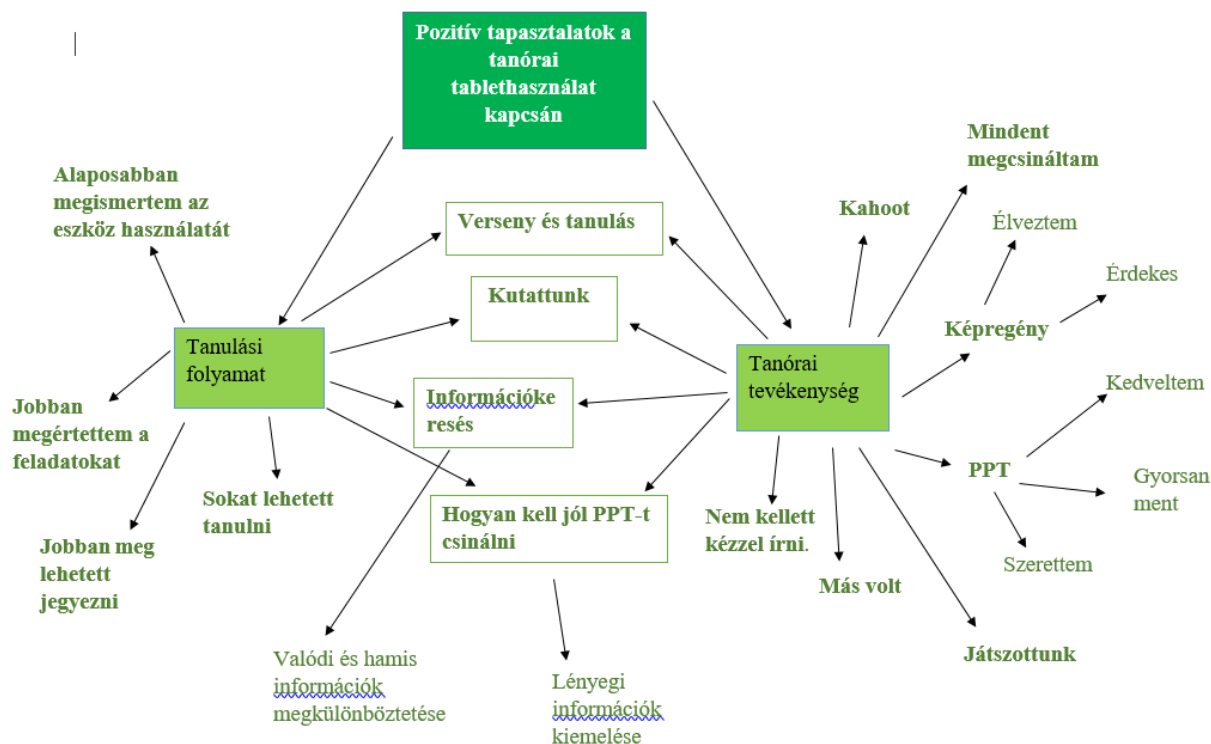 Pozitív tapasztalatok a
tanórai
tablethasználat
kapcsán
Mindent
megcsináltam
Alaposabban
megismertem az
eszköz használatát
Verseny és tanulás
Kahoot
Élveztem
Érdekes
Kutattunk
Képregény
Tanulási
folyamat
Tanórai
tevékenység
Információke
resés
Kedveltem
Jobban
megértettem a
feladatokat
PPT
Gyorsan
ment
Sokat lehetett
tanulni
Hogyan kell jól PPT-t
csinálni
Nem kellett
kézzel írni.
Szerettem
Jobban meg
lehetett
jegyezni
Más volt
Játszottunk
Valódi és hamis
információk
megkülönböztetése
Lényegi
információk
kiemelése